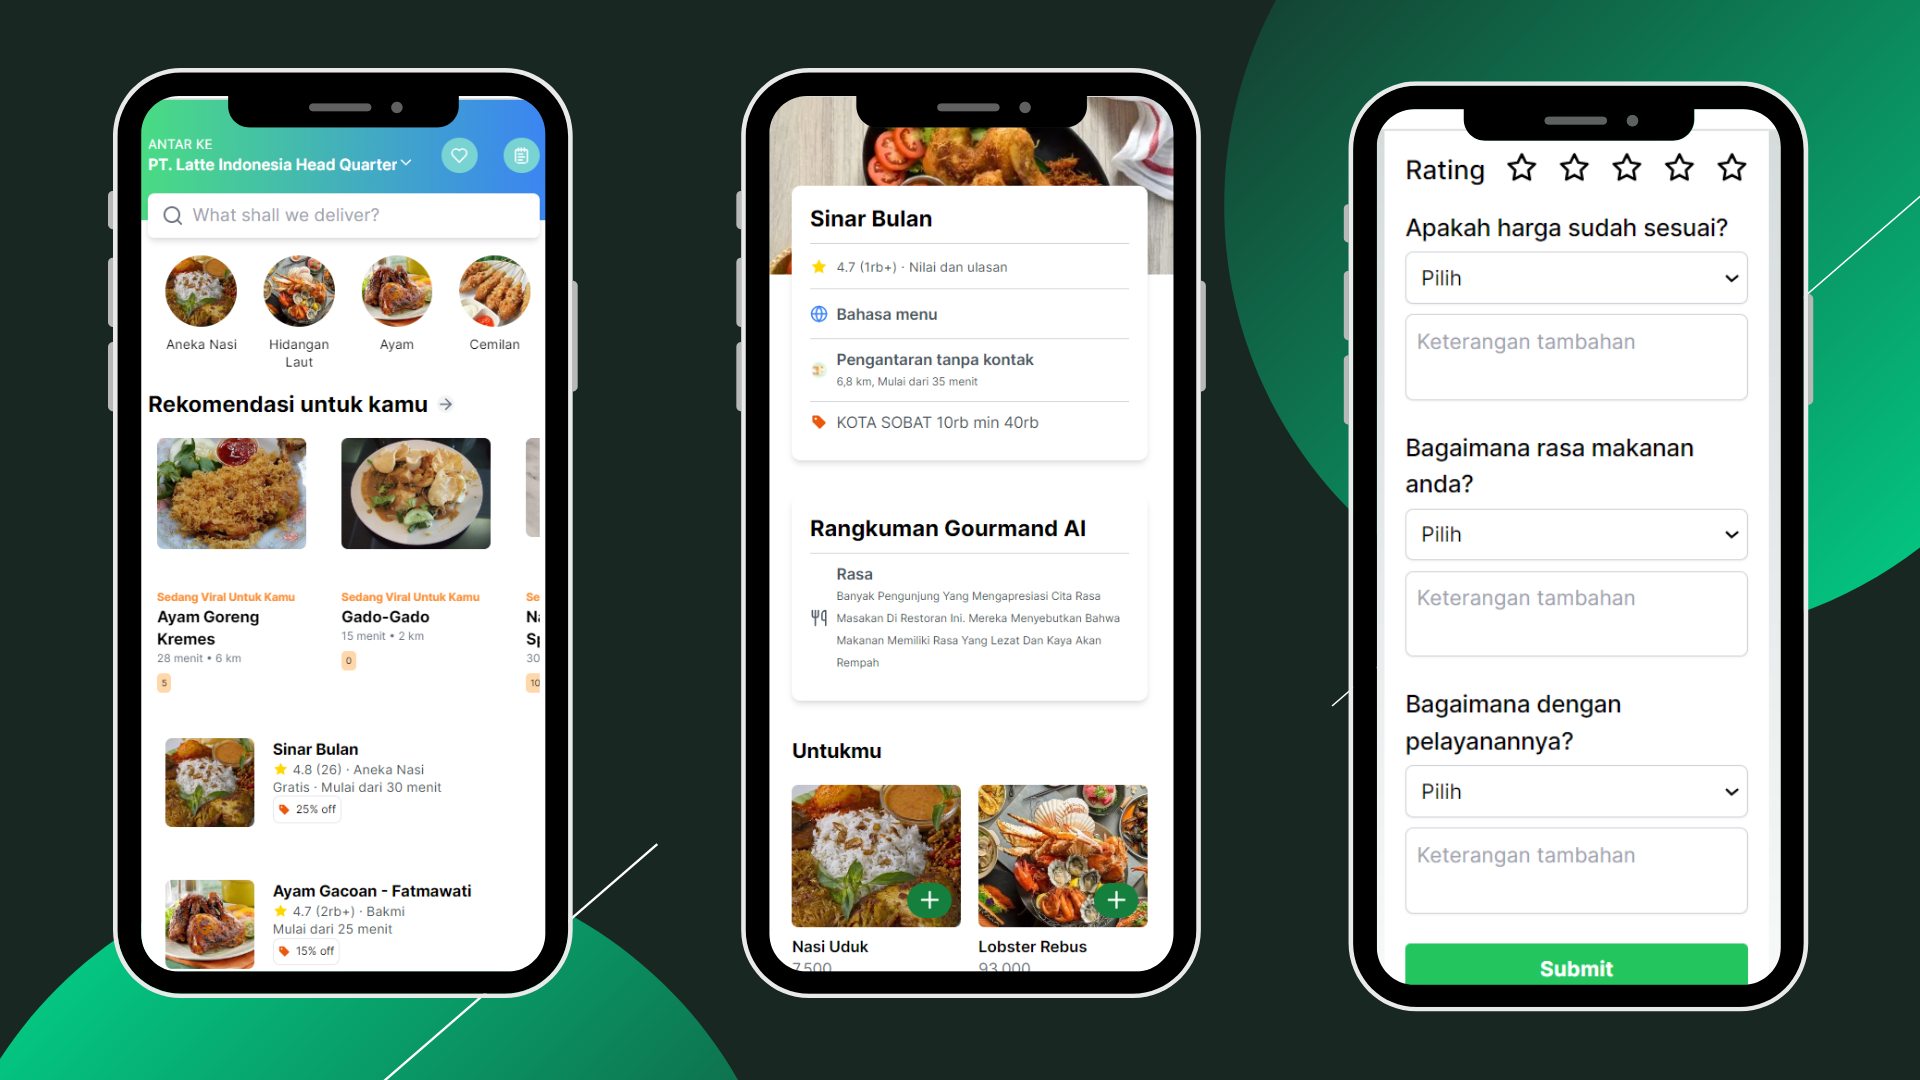 ANTAR KE
PT. Latte Indonesia Head Quarter
What shall we deliver?
Aneka Nasi
Hidangan
Laut
Ayam
Cemilan
Rekomendasi untuk kamu
Sedang Viral Untuk Kamu
Ayam Goreng
Kremes
28 menit • 6 km
5
Sedang Viral Untuk Kamu
Gado-Gado
15 menit • 2 km
0
Se
30
10
Sinar Bulan
4.8 (26) · Aneka Nasi
Gratis · Mulai dari 30 menit
25% off
Ayam Gacoan - Fatmawati
4.7 (2rb+) · Bakmi
Mulai dari 25 menit
15% off
Sinar Bulan
4.7 (1rb+) · Nilai dan ulasan
Bahasa menu
Pengantaran tanpa kontak
6,8 km, Mulai dari 35 menit
KOTA SOBAT 10rb min 40rb
Rangkuman Gourmand AI
Rasa
Banyak Pengunjung Yang Mengapresiasi Cita Rasa
Masakan Di Restoran Ini. Mereka Menyebutkan Bahwa
Makanan Memiliki Rasa Yang Lezat Dan Kaya Akan
Rempah
Untukmu
Nasi Uduk
7.500
Lobster Rebus
93.000
Rating
Apakah harga sudah sesuai?
Pilih
Keterangan tambahan
Bagaimana rasa makanan
anda?
Pilih
Keterangan tambahan
Bagaimana dengan
pelayanannya?
Pilih
Keterangan tambahan
Submit